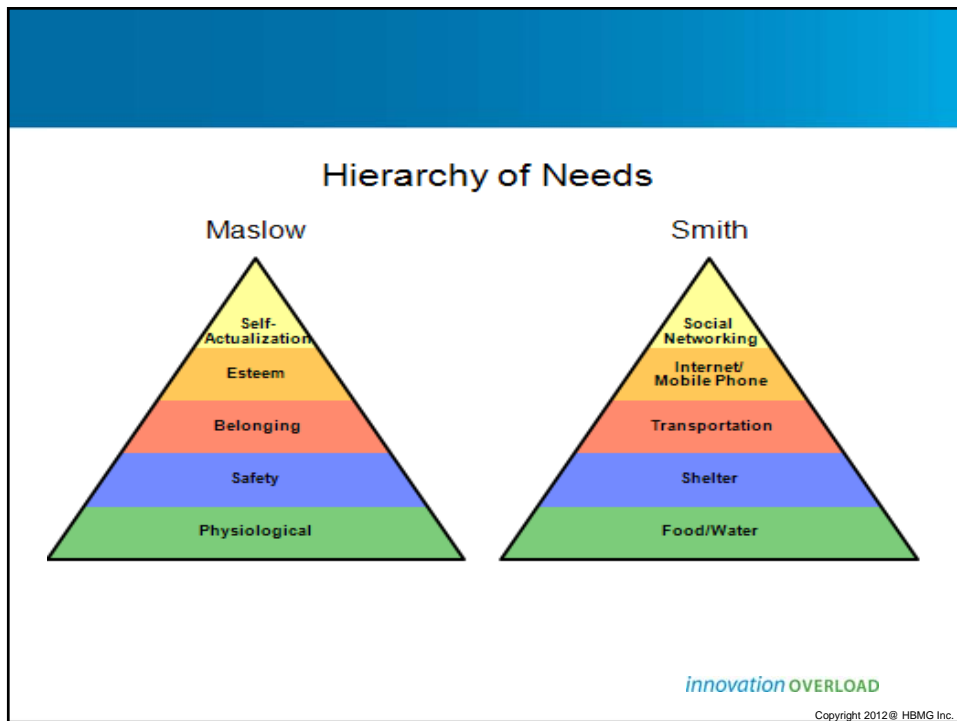 Hierarchy of Needs
Maslow
Self-
Actualization
Esteem
Belonging
Safety
Physiological
Smith
Social
Networking
Internet/
Mobile Phone
Transportation
Shelter
Food/Water
innovation OVERLOAD
Copyright 2012@ HBMG Inc.